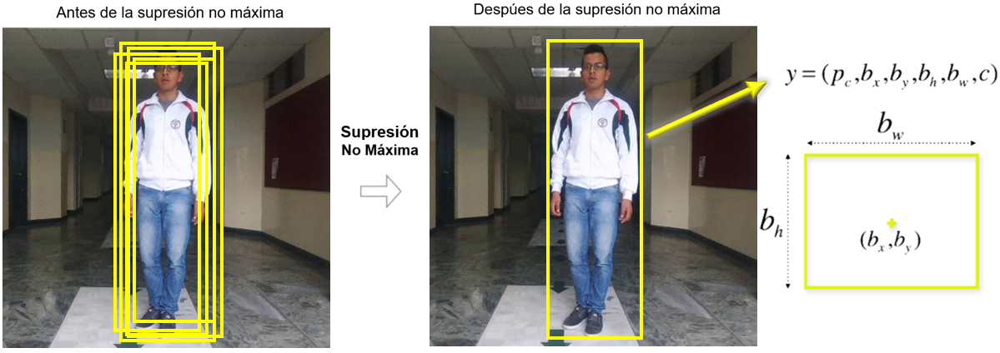 Antes de la supresión no máxima
Despúes de la supresión no máxima
Supresión
No Máxima
y = (p_c, b_x, b_y, b_h, b_w, c)
b_w
b_h
(b_x, b_y)